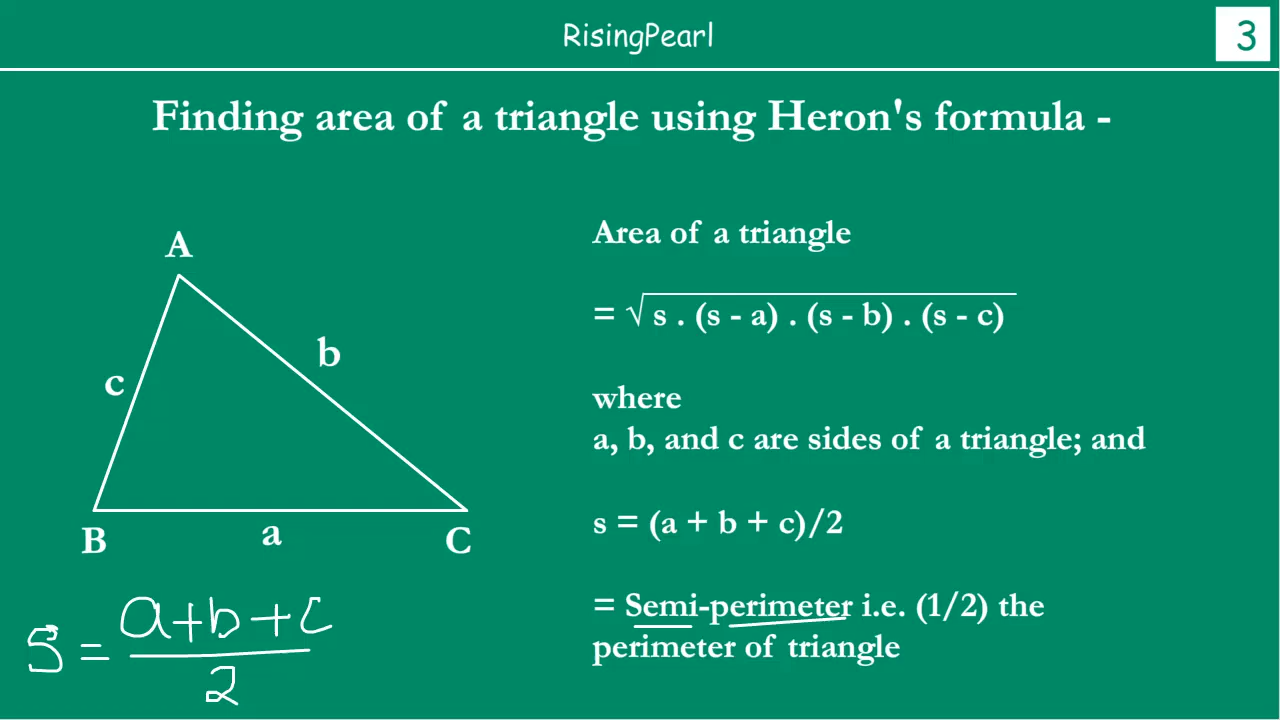 RisingPearl
3
Finding area of a triangle using Heron's formula -
A
c
b
B
a
C
Area of a triangle
= √ s . (s - a) . (s - b) . (s - c)
where
a, b, and c are sides of a triangle; and
s = (a + b + c)/2
= Semi-perimeter i.e. (1/2) the
perimeter of triangle
a+b+c
s =
2